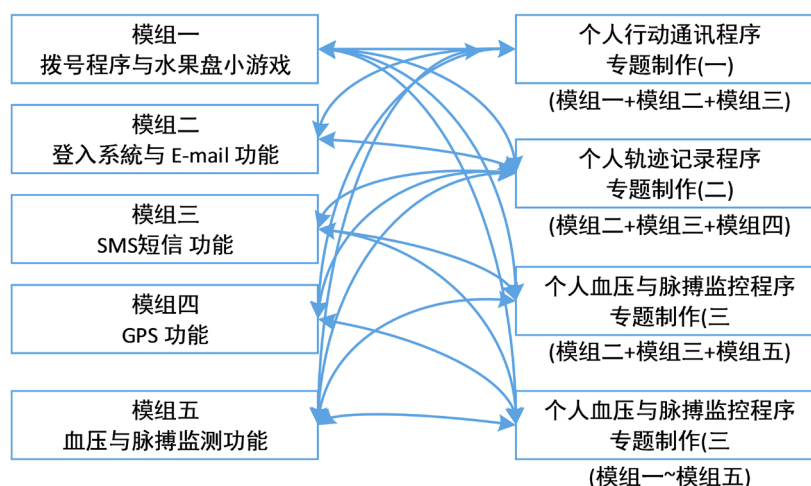 模组一
拨号程序与水果盘小游戏
模组二
登入系統与 E-mail 功能
模组三
SMS短信 功能
模组四
GPS 功能
模组五
血压与脉搏监测功能
个人行动通讯程序
专题制作(一)
(模组一+模组二+模组三)
个人轨迹记录程序
专题制作(二)
(模组二+模组三+模组四)
个人血压与脉搏监控程序
专题制作(三
(模组二+模组三+模组五)
个人血压与脉搏监控程序
专题制作(三
(模组一~模组五)